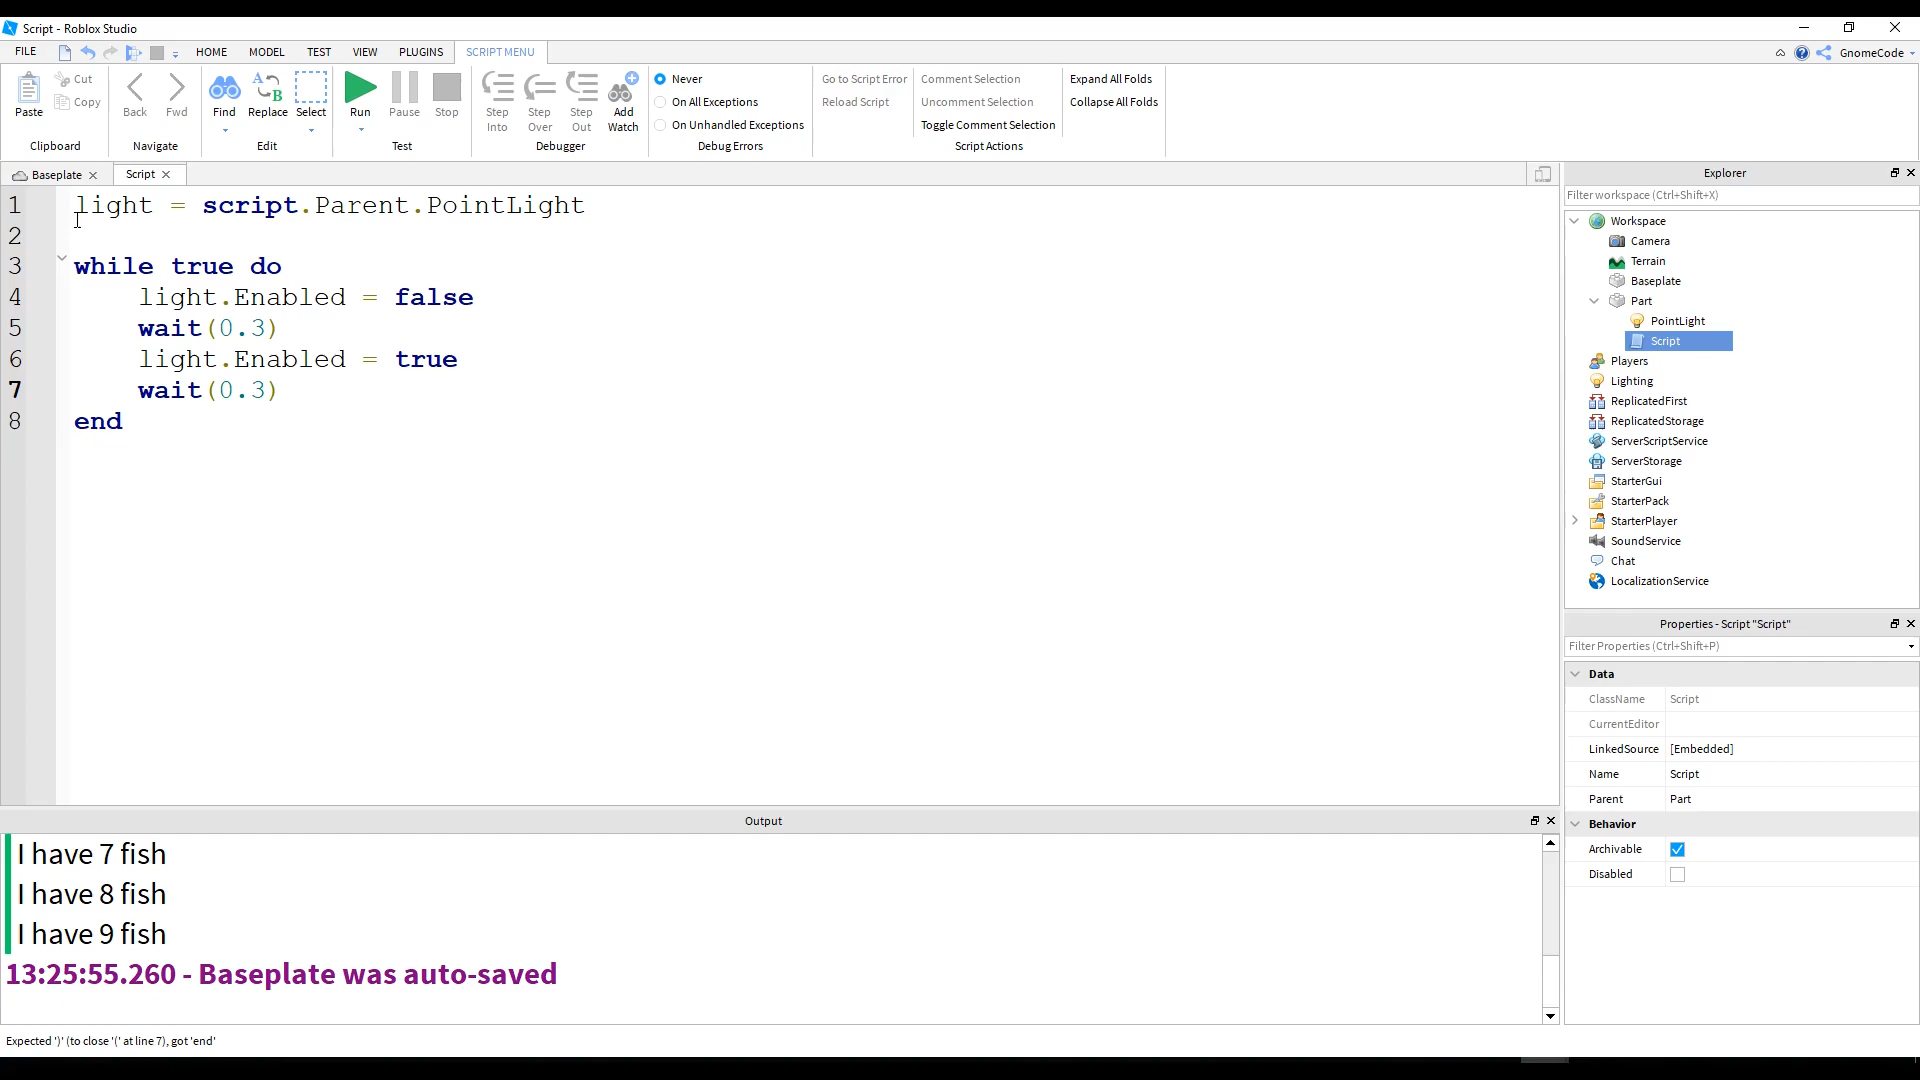 Script - Roblox Studio
FILE HOME MODEL TEST VIEW PLUGINS SCRIPT MENU GnomeCode
Paste Cut Copy Clipboard
Back Fwd Navigate
Find A B Replace Select Edit
Run Pause Stop Test
Step Into Step Over Step Out Add Watch Debugger
Never
On All Exceptions
On Unhandled Exceptions
Debug Errors
Go to Script Error
Reload Script
Comment Selection
Uncomment Selection
Toggle Comment Selection
Expand All Folds
Collapse All Folds
Script Actions
Baseplate Script
1 light = script.Parent.PointLight
2
3 while true do
4 light.Enabled = false
5 wait(0.3)
6 light.Enabled = true
7 wait(0.3)
8 end
Output
I have 7 fish
I have 8 fish
I have 9 fish
13:25:55.260 - Baseplate was auto-saved
Expected ')' (to close '(' at line 7), got 'end'
Explorer
Filter workspace (Ctrl+Shift+X)
Workspace
Camera
Terrain
Baseplate
Part
PointLight
Script
Players
Lighting
ReplicatedFirst
ReplicatedStorage
ServerScriptService
ServerStorage
StarterGui
StarterPack
StarterPlayer
SoundService
Chat
LocalizationService
Properties - Script "Script"
Filter Properties (Ctrl+Shift+P)
Data
ClassName Script
CurrentEditor
LinkedSource [Embedded]
Name Script
Parent Part
Behavior
Archivable
Disabled